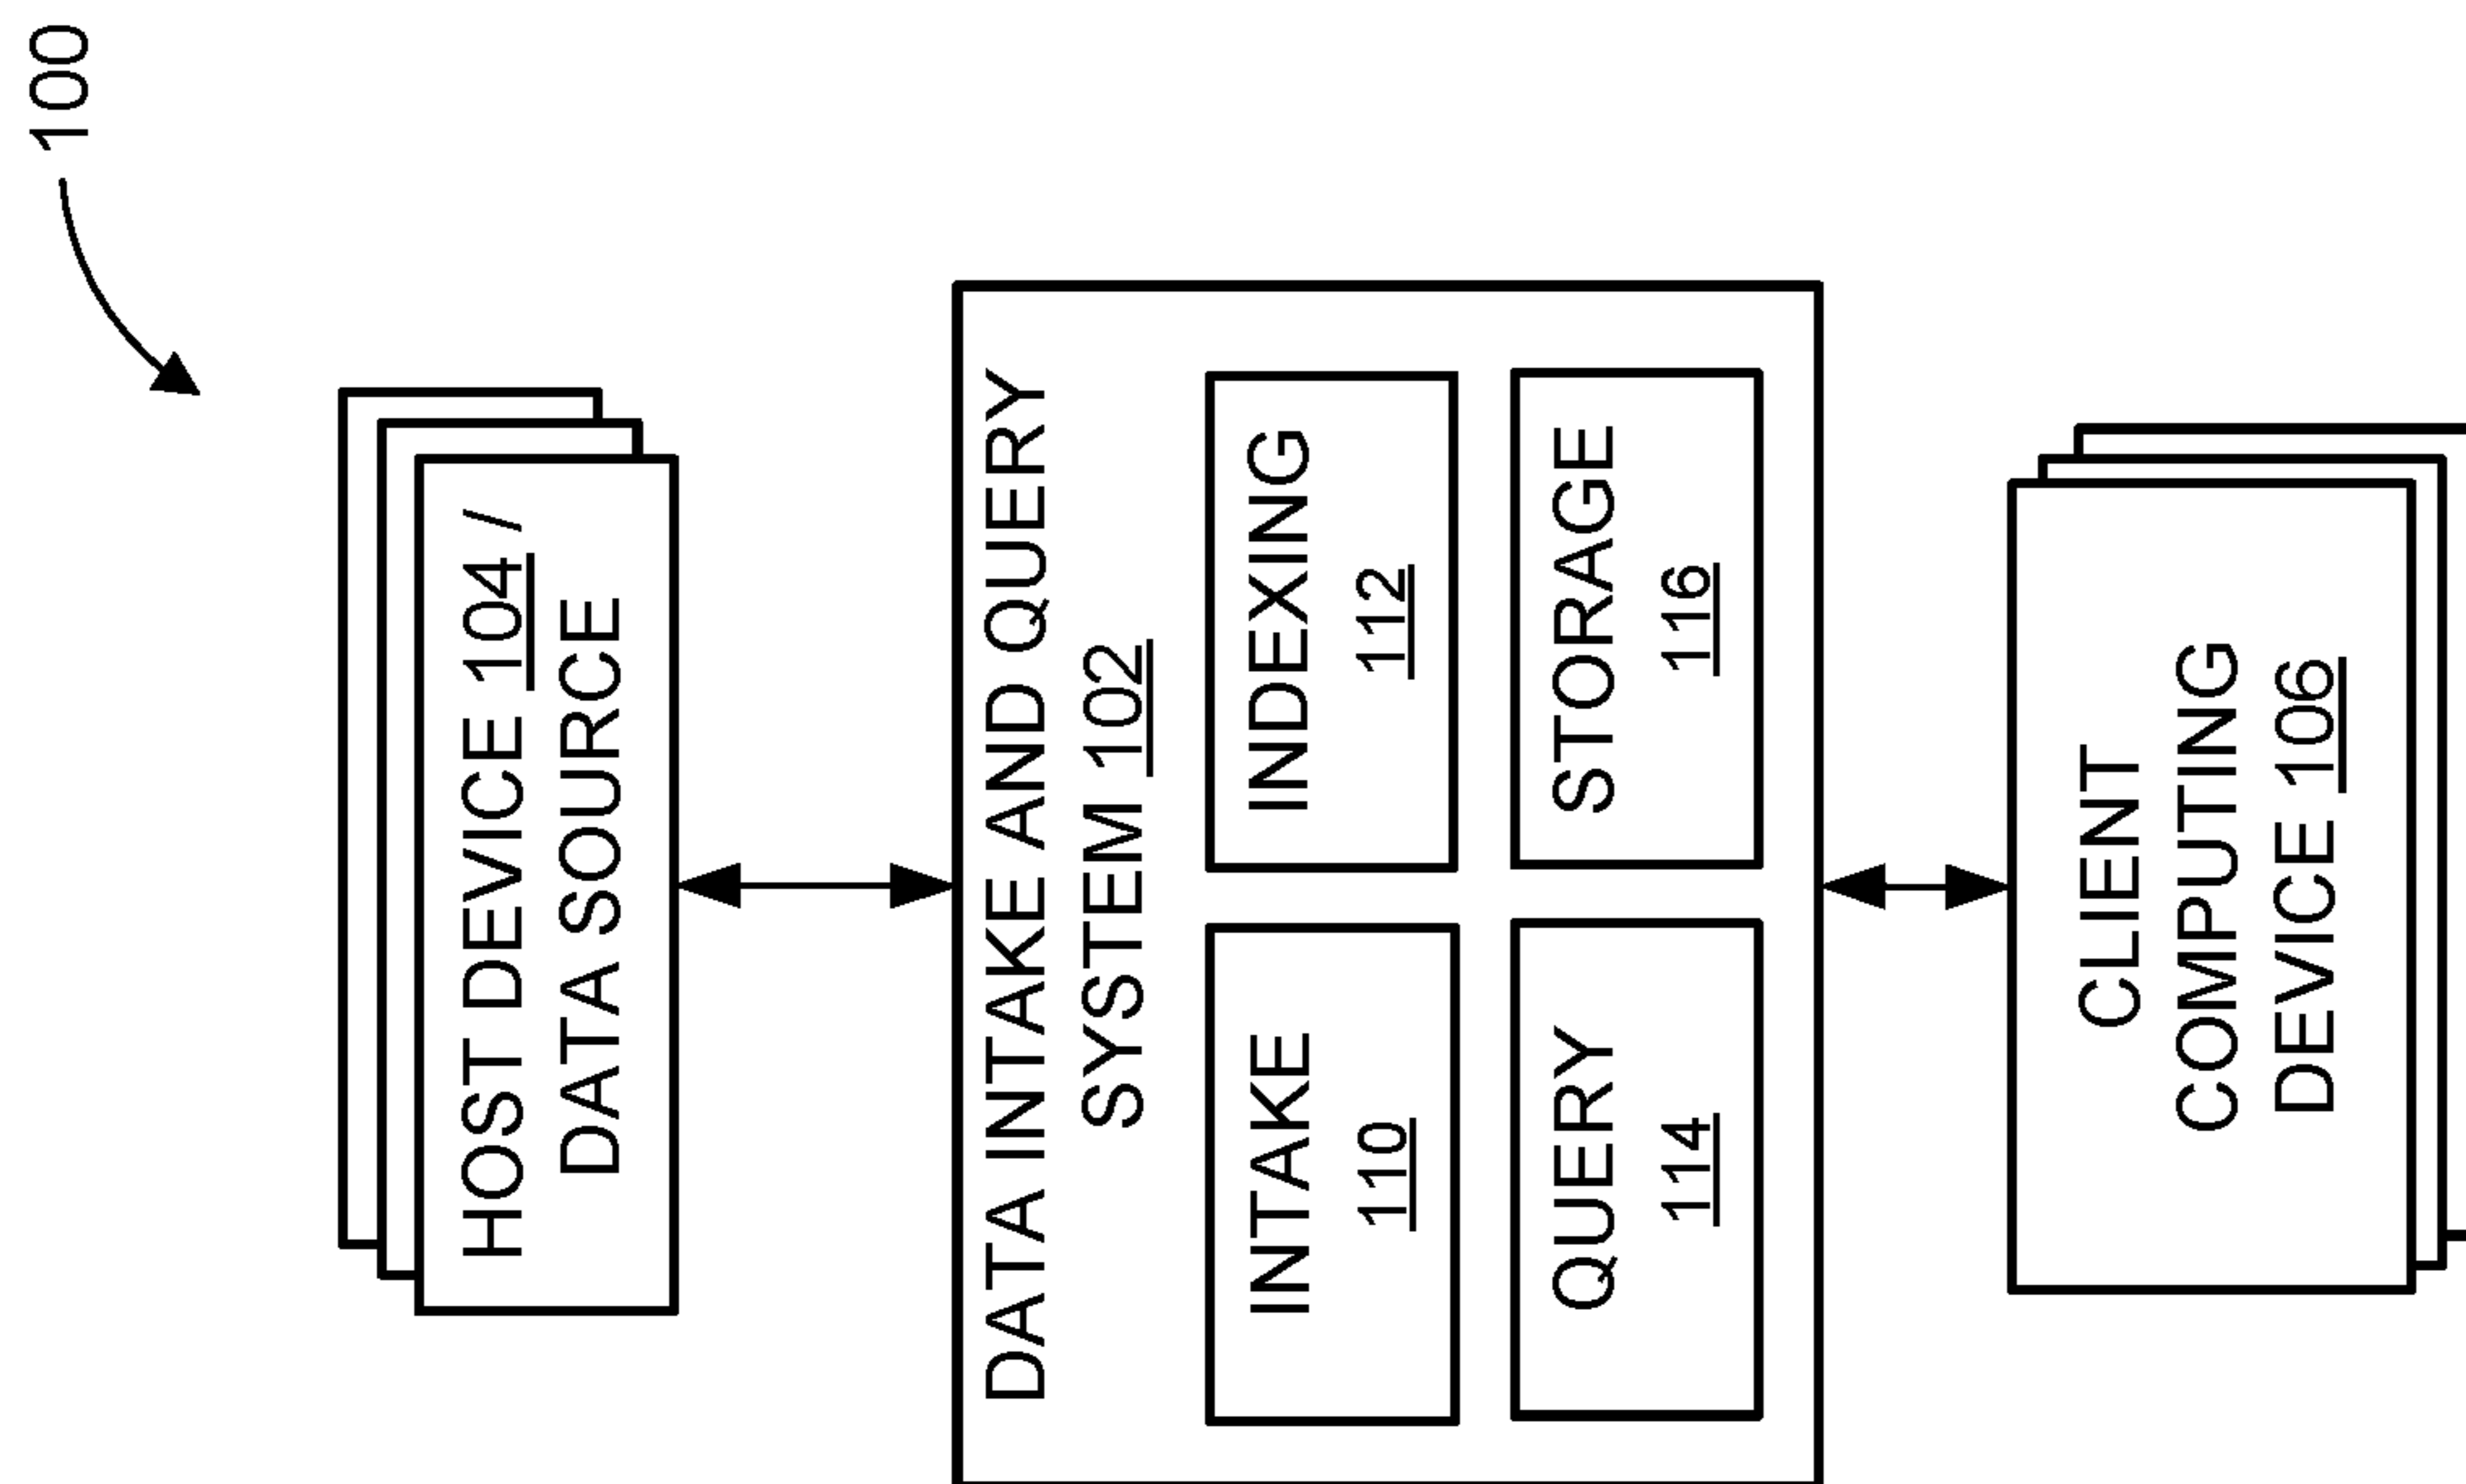 100
HOST DEVICE 104 /
DATA SOURCE
DATA INTAKE AND QUERY
SYSTEM 102
INTAKE
110
INDEXING
112
QUERY
114
STORAGE
116
CLIENT
COMPUTING
DEVICE 106